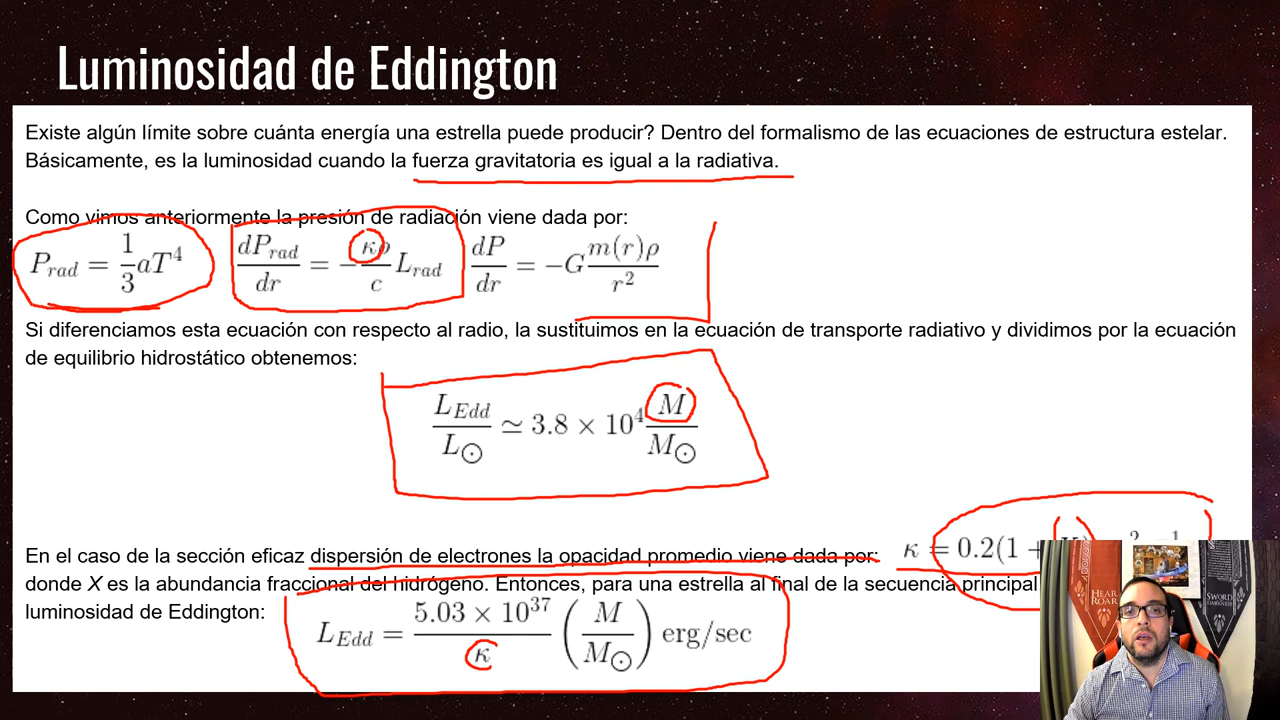 Luminosidad de Eddington
Existe algún límite sobre cuánta energía una estrella puede producir? Dentro del formalismo de las ecuaciones de estructura estelar.
Básicamente, es la luminosidad cuando la fuerza gravitatoria es igual a la radiativa.
Como vimos anteriormente la presión de radiación viene dada por:
P_rad = 1/3 aT^4   dP_rad/dr = −κρ/c L_rad   dP/dr = −G m(r)ρ/r^2
Si diferenciamos esta ecuación con respecto al radio, la sustituimos en la ecuación de transporte radiativo y dividimos por la ecuación
de equilibrio hidrostático obtenemos:
L_Edd/L_⊙ ≃ 3.8 × 10^4 M/M_⊙
En el caso de la sección eficaz dispersión de electrones la opacidad promedio viene dada por: κ = 0.2(1 +
donde X es la abundancia fraccional del hidrógeno. Entonces, para una estrella al final de la secuencia principal
luminosidad de Eddington:
L_Edd = 5.03 × 10^37/κ (M/M_⊙) erg/sec
HEAR
ROAR
SWORD
DARKNESS